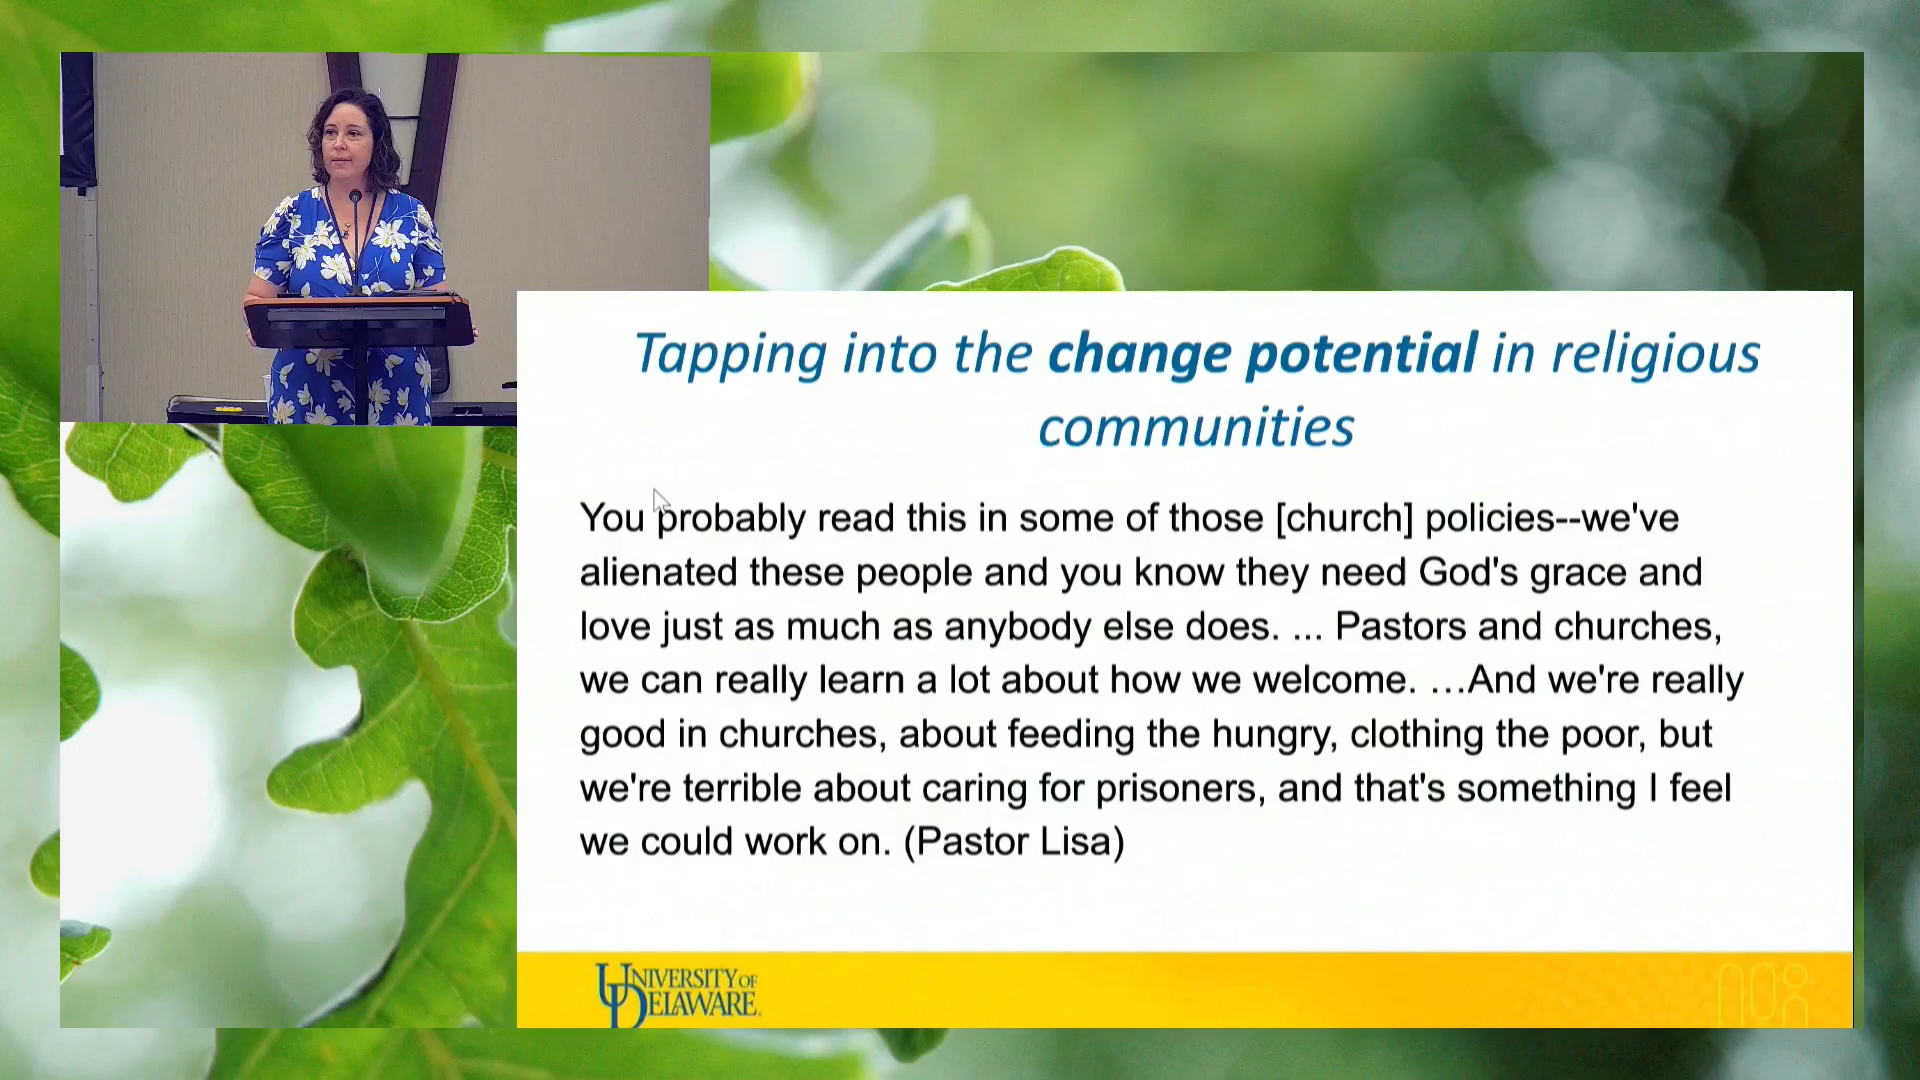 Tapping into the change potential in religious
communities
You probably read this in some of those [church] policies--we've
alienated these people and you know they need God's grace and
love just as much as anybody else does. ... Pastors and churches,
we can really learn a lot about how we welcome. …And we're really
good in churches, about feeding the hungry, clothing the poor, but
we're terrible about caring for prisoners, and that's something I feel
we could work on. (Pastor Lisa)
UNIVERSITY OF
DELAWARE.